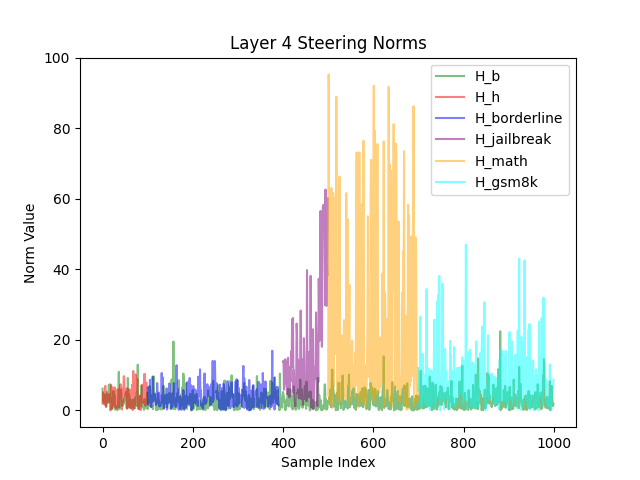 Layer 4 Steering Norms
100
80
60
40
20
0
Norm Value
0
200
400
600
800
1000
Sample Index
H_b
H_h
H_borderline
H_jailbreak
H_math
H_gsm8k